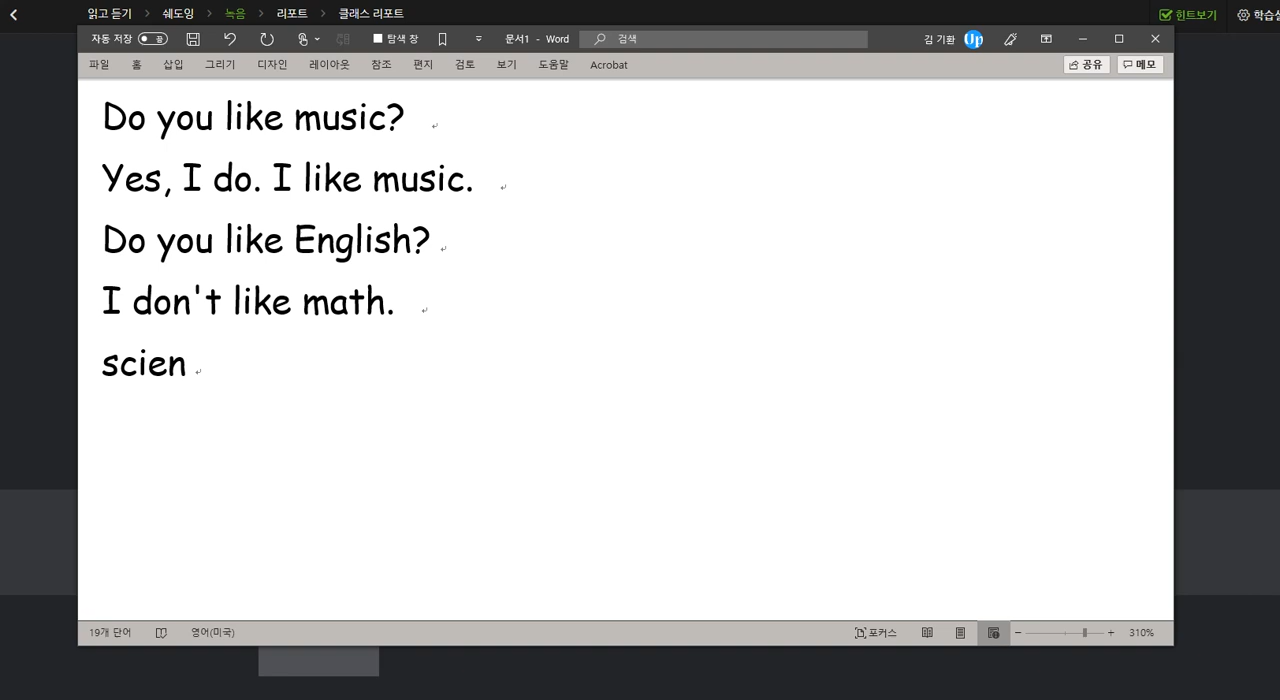 읽고 듣기 > 쉐도잉 > 녹음 > 리포트 > 클래스 리포트
힌트보기
자동 저장 끔 탐색 창 문서1 - Word 검색 김 기환 Up
파일 홈 삽입 그리기 디자인 레이아웃 참조 편지 검토 보기 도움말 Acrobat 공유 메모
Do you like music?
Yes, I do. I like music.
Do you like English?
I don't like math.
scien
19개 단어 영어(미국) 포커스 310%